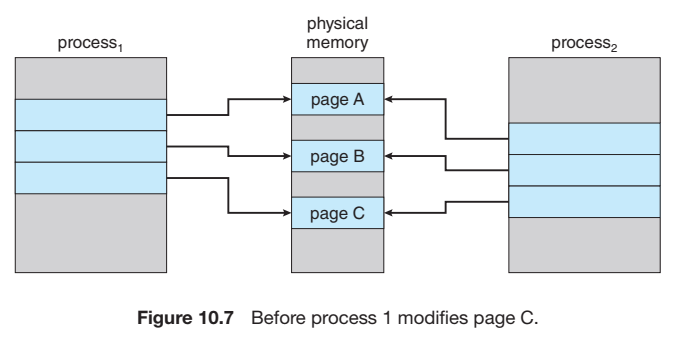 process₁
physical
memory
process₂
page A
page B
page C
Figure 10.7 Before process 1 modifies page C.